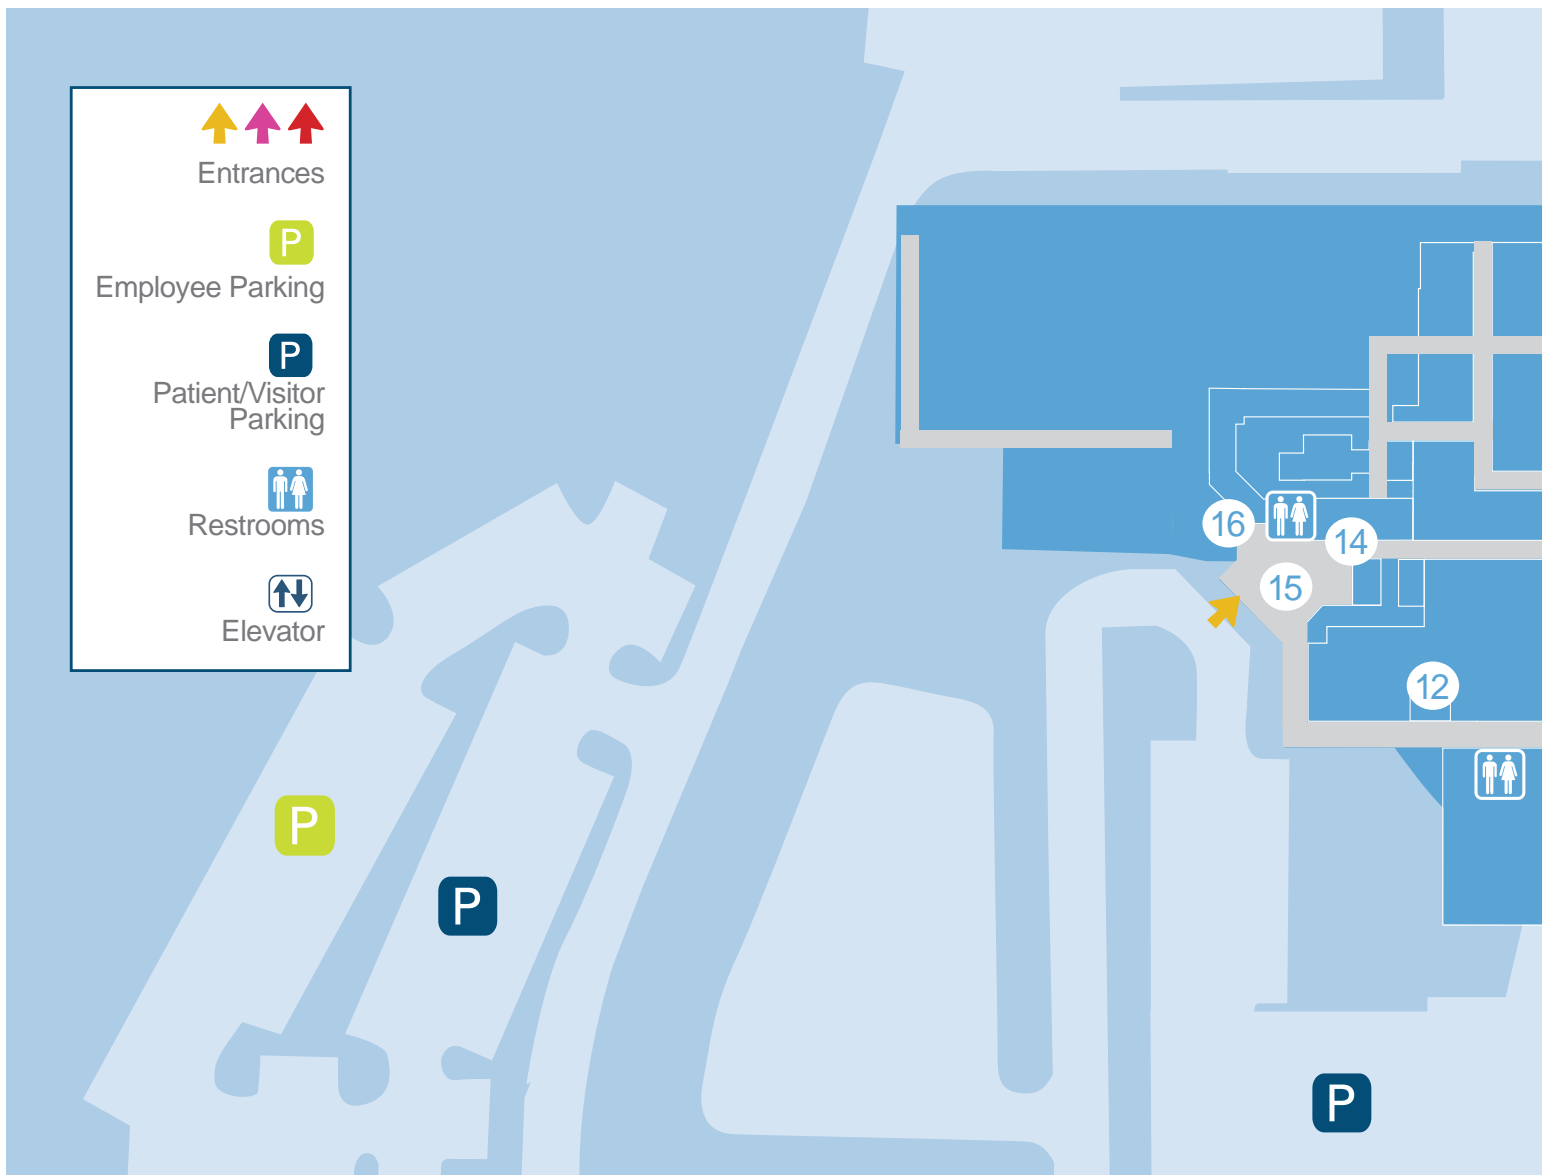 Entrances
P
Employee Parking
P
Patient/Visitor
Parking
Restrooms
Elevator
16
14
15
12
P
P
P